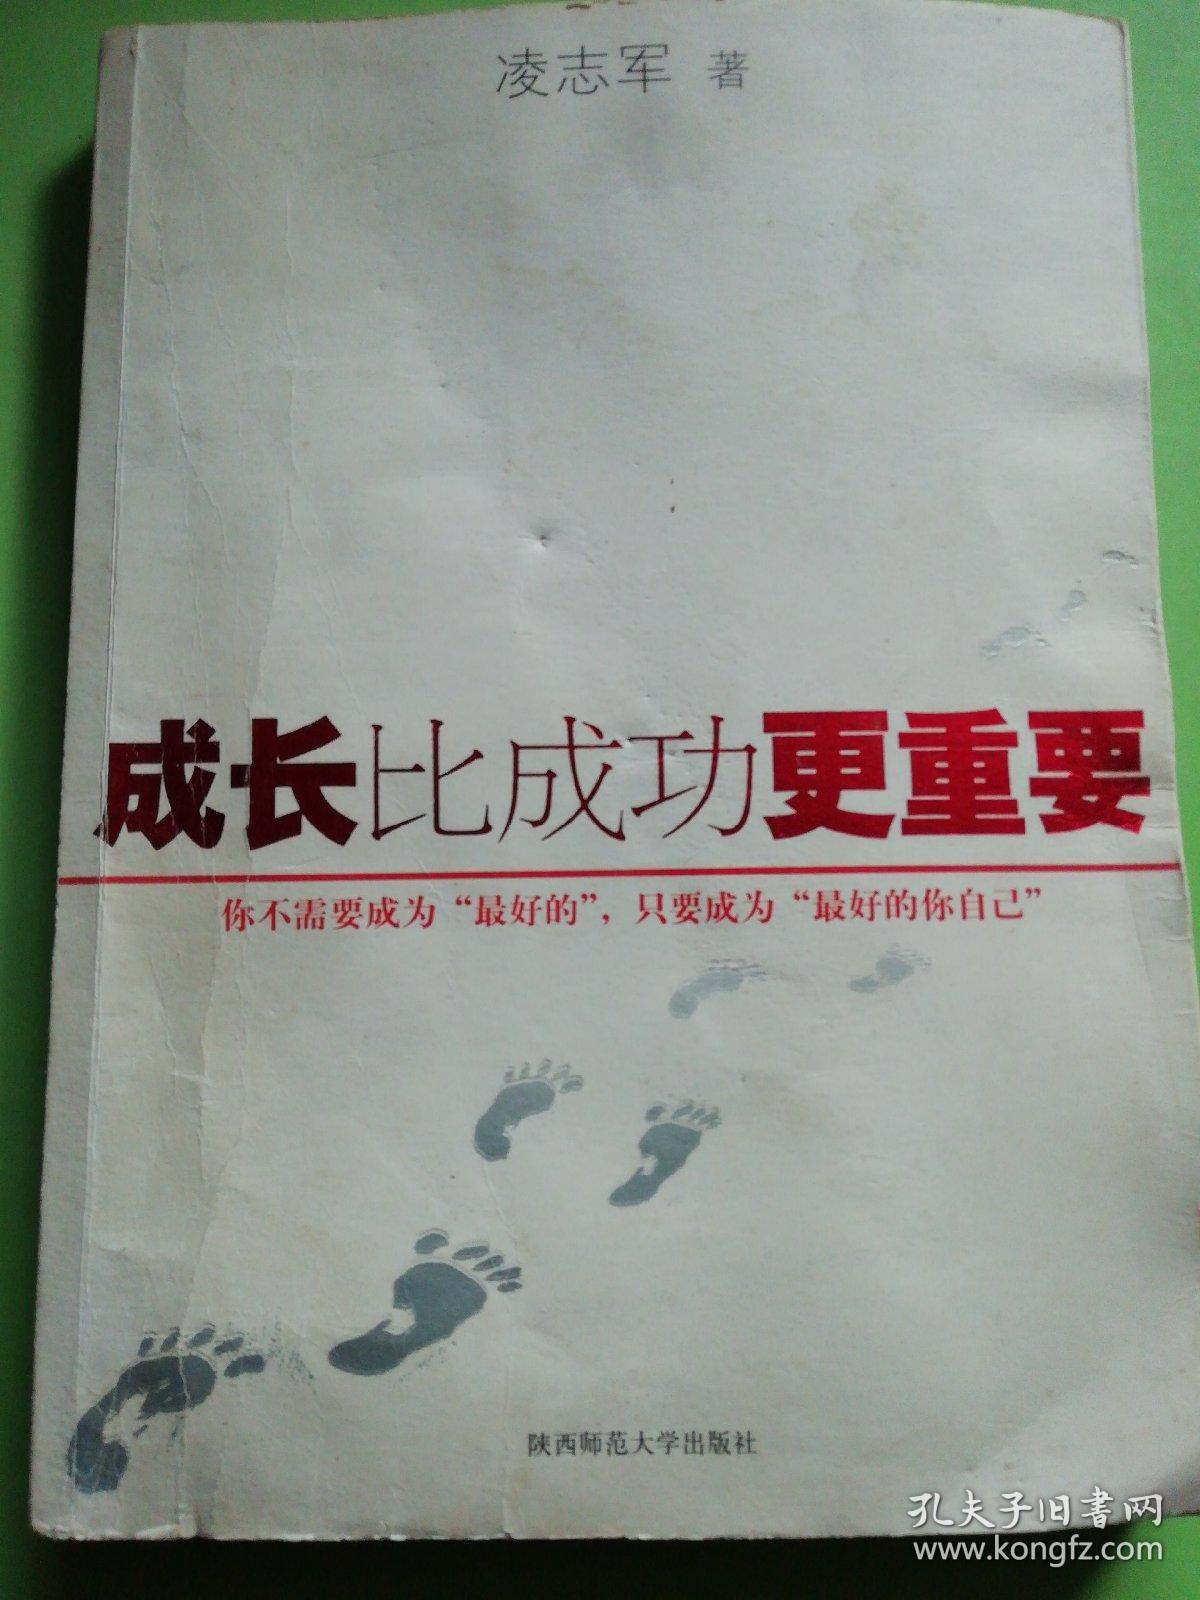 凌志军 著
成长比成功更重要
你不需要成为“最好的”，只要成为“最好的你自己”
陕西师范大学出版社
孔夫子旧書网
www.kongfz.com